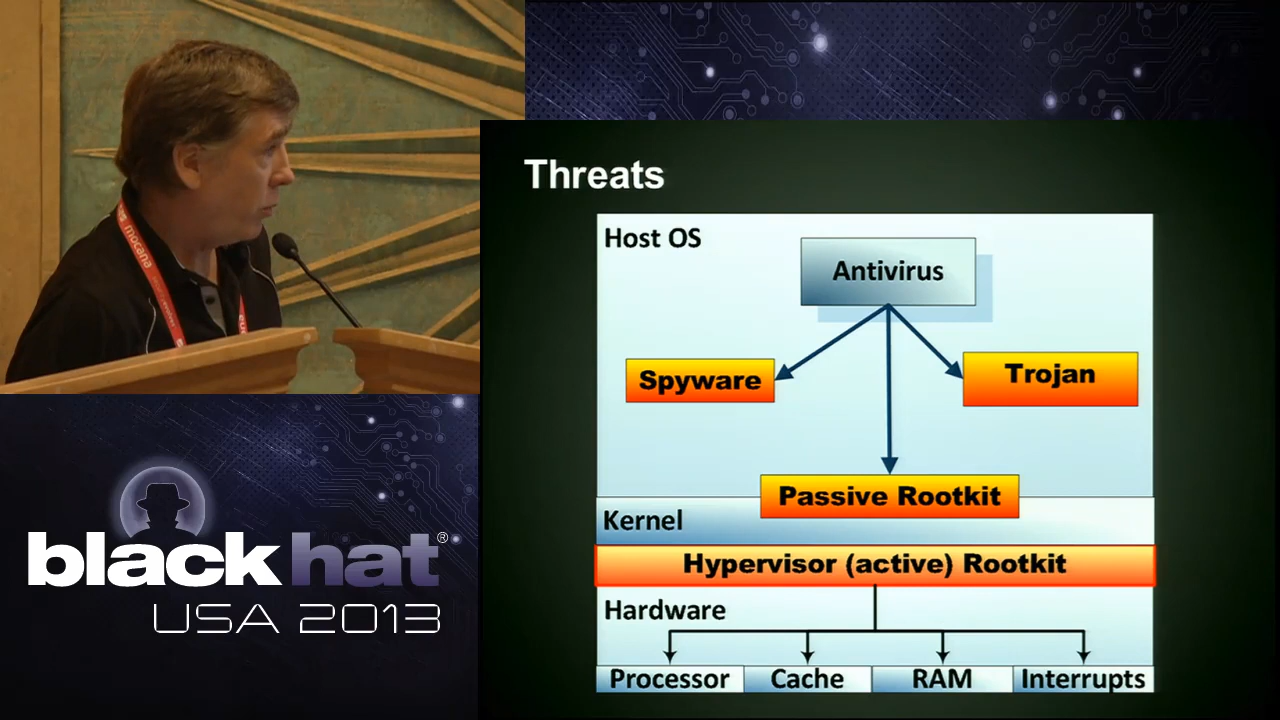 mocana
Threats
Host OS
Antivirus
Spyware
Trojan
Passive Rootkit
Kernel
Hypervisor (active) Rootkit
Hardware
Processor
Cache
RAM
Interrupts
black hat®
USA 2013